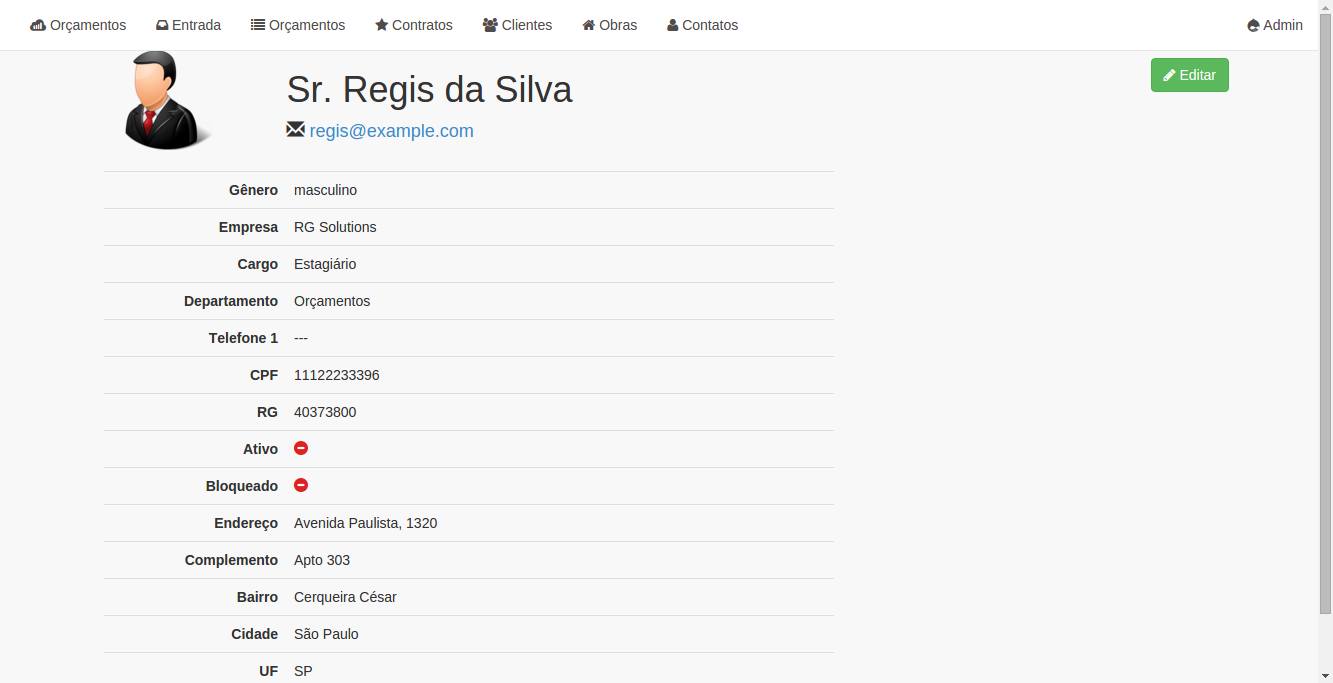 Orçamentos Entrada Orçamentos Contratos Clientes Obras Contatos Admin
Sr. Regis da Silva
Editar
regis@example.com
Gênero masculino
Empresa RG Solutions
Cargo Estagiário
Departamento Orçamentos
Telefone 1 ---
CPF 11122233396
RG 40373800
Ativo
Bloqueado
Endereço Avenida Paulista, 1320
Complemento Apto 303
Bairro Cerqueira César
Cidade São Paulo
UF SP